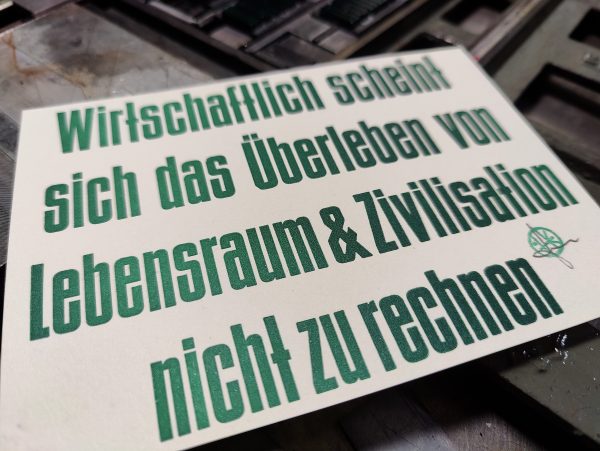 Wirtschaftlich scheint
sich das Überleben von
Lebensraum & Zivilisation
nicht zu rechnen